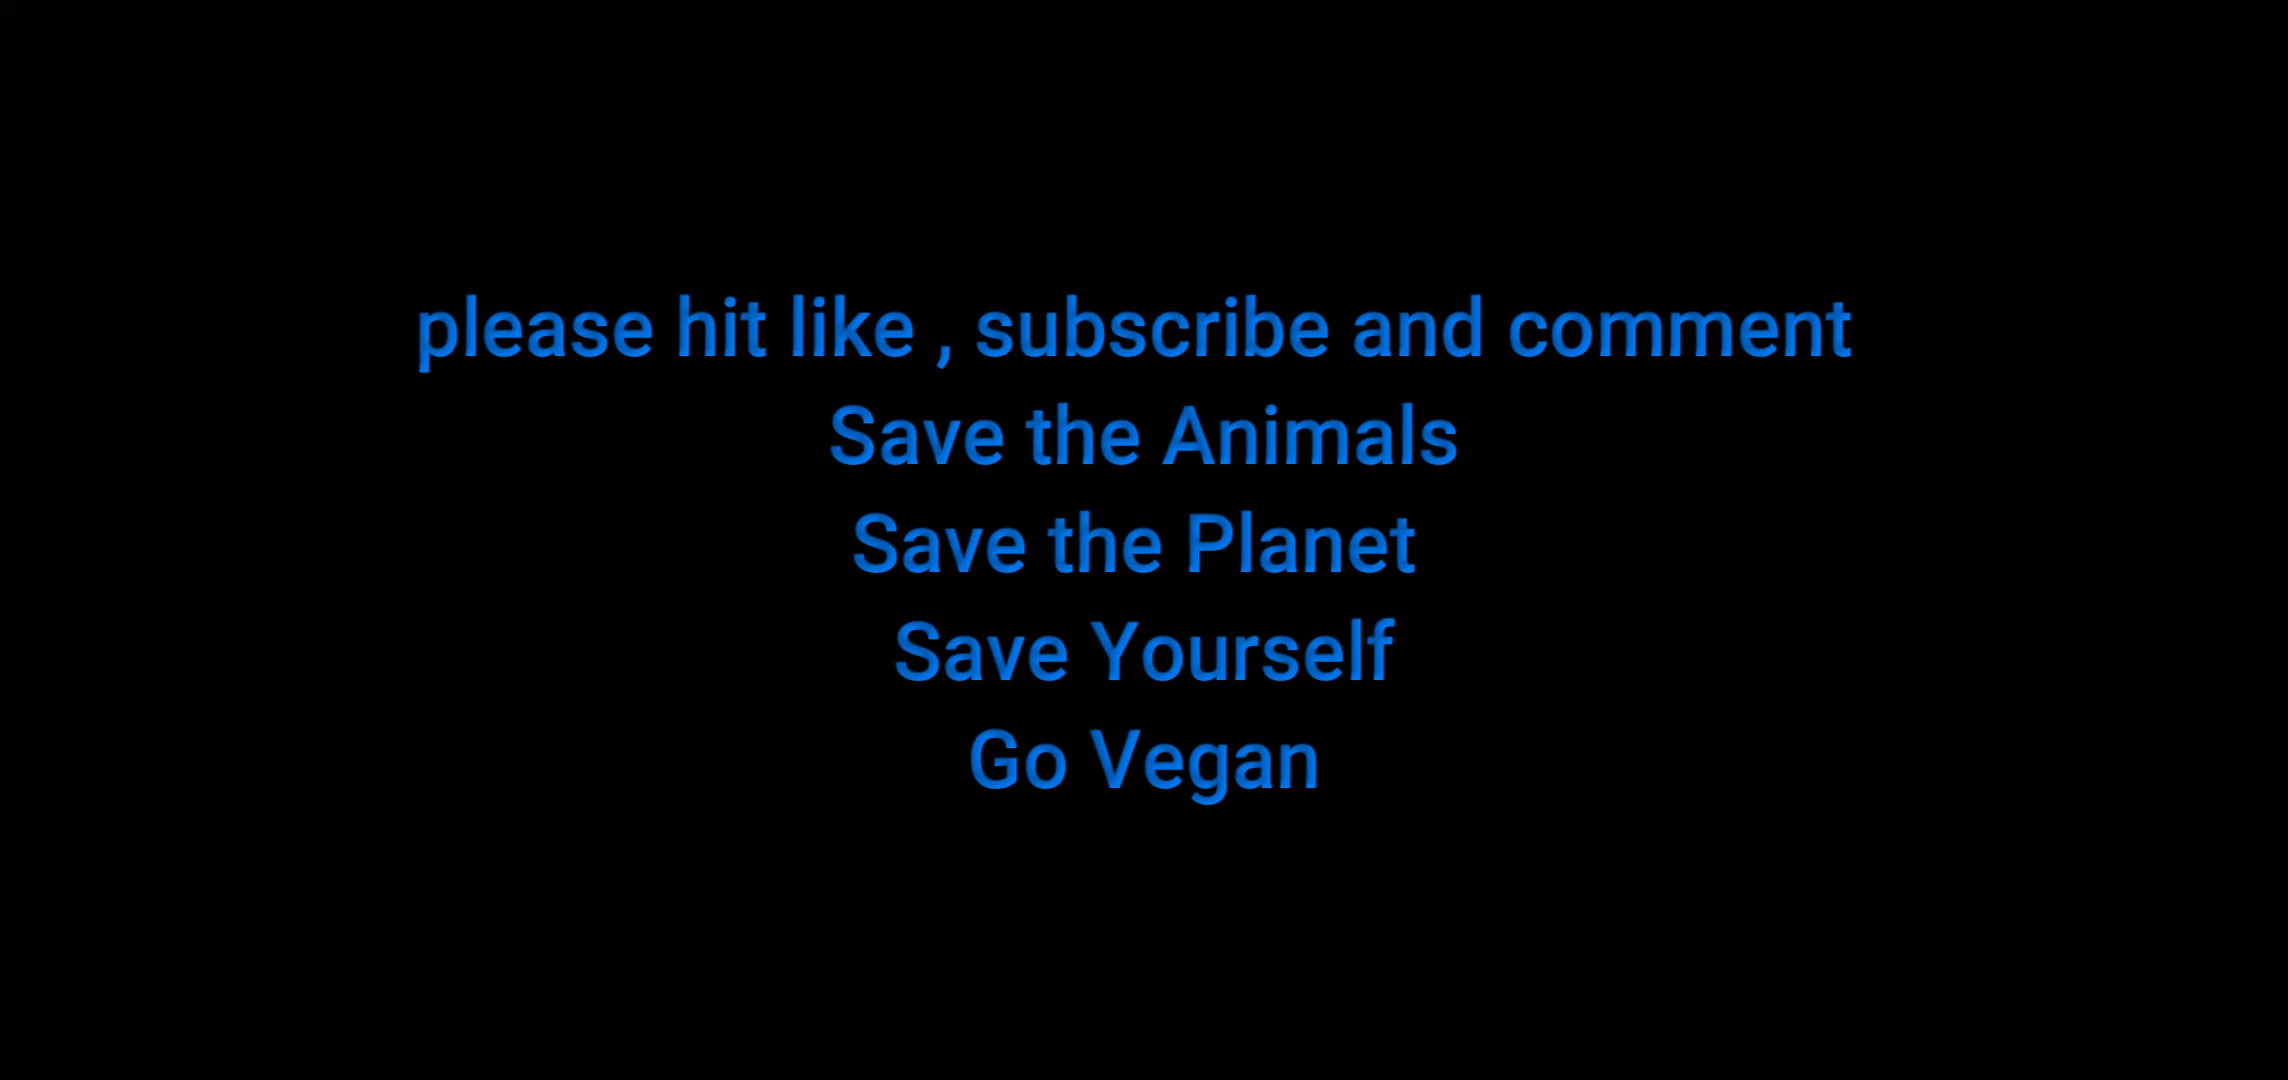 please hit like , subscribe and comment
Save the Animals
Save the Planet
Save Yourself
Go Vegan